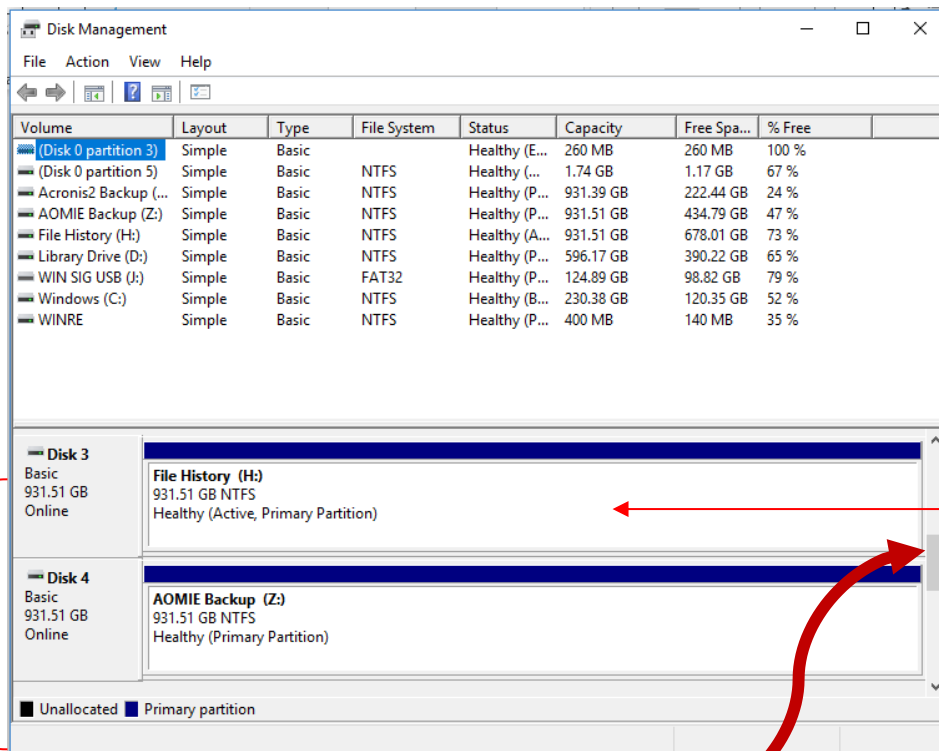 Disk Management
File Action View Help
Volume Layout Type File System Status Capacity Free Spa... % Free
(Disk 0 partition 3) Simple Basic Healthy (E... 260 MB 260 MB 100 %
(Disk 0 partition 5) Simple Basic NTFS Healthy (... 1.74 GB 1.17 GB 67 %
Acronis2 Backup (... Simple Basic NTFS Healthy (P... 931.39 GB 222.44 GB 24 %
AOMIE Backup (Z:) Simple Basic NTFS Healthy (P... 931.51 GB 434.79 GB 47 %
File History (H:) Simple Basic NTFS Healthy (A... 931.51 GB 678.01 GB 73 %
Library Drive (D:) Simple Basic NTFS Healthy (P... 596.17 GB 390.22 GB 65 %
WIN SIG USB (J:) Simple Basic FAT32 Healthy (P... 124.89 GB 98.82 GB 79 %
Windows (C:) Simple Basic NTFS Healthy (B... 230.38 GB 120.35 GB 52 %
WINRE Simple Basic NTFS Healthy (P... 400 MB 140 MB 35 %
Disk 3
Basic
931.51 GB
Online
File History (H:)
931.51 GB NTFS
Healthy (Active, Primary Partition)
Disk 4
Basic
931.51 GB
Online
AOMIE Backup (Z:)
931.51 GB NTFS
Healthy (Primary Partition)
Unallocated Primary partition